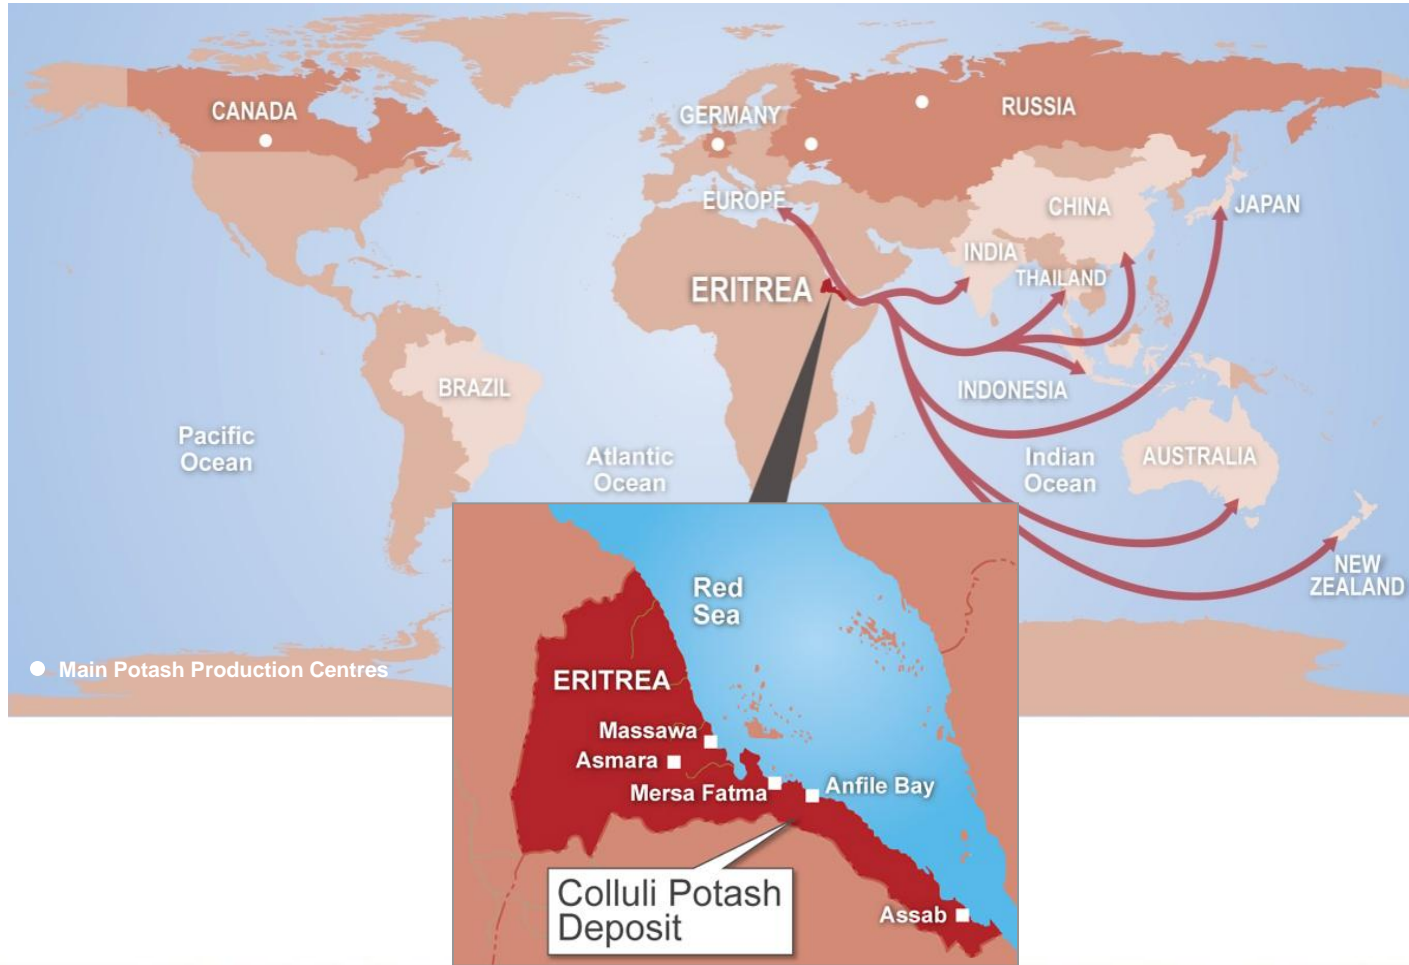 CANADA
GERMANY
RUSSIA
EUROPE
CHINA
JAPAN
INDIA
THAILAND
ERITREA
BRAZIL
INDONESIA
Pacific
Ocean
Atlantic
Ocean
Indian
Ocean
AUSTRALIA
NEW
ZEALAND
Main Potash Production Centres
Red
Sea
ERITREA
Massawa
Asmara
Mersa Fatma
Anfile Bay
Colluli Potash
Deposit
Assab